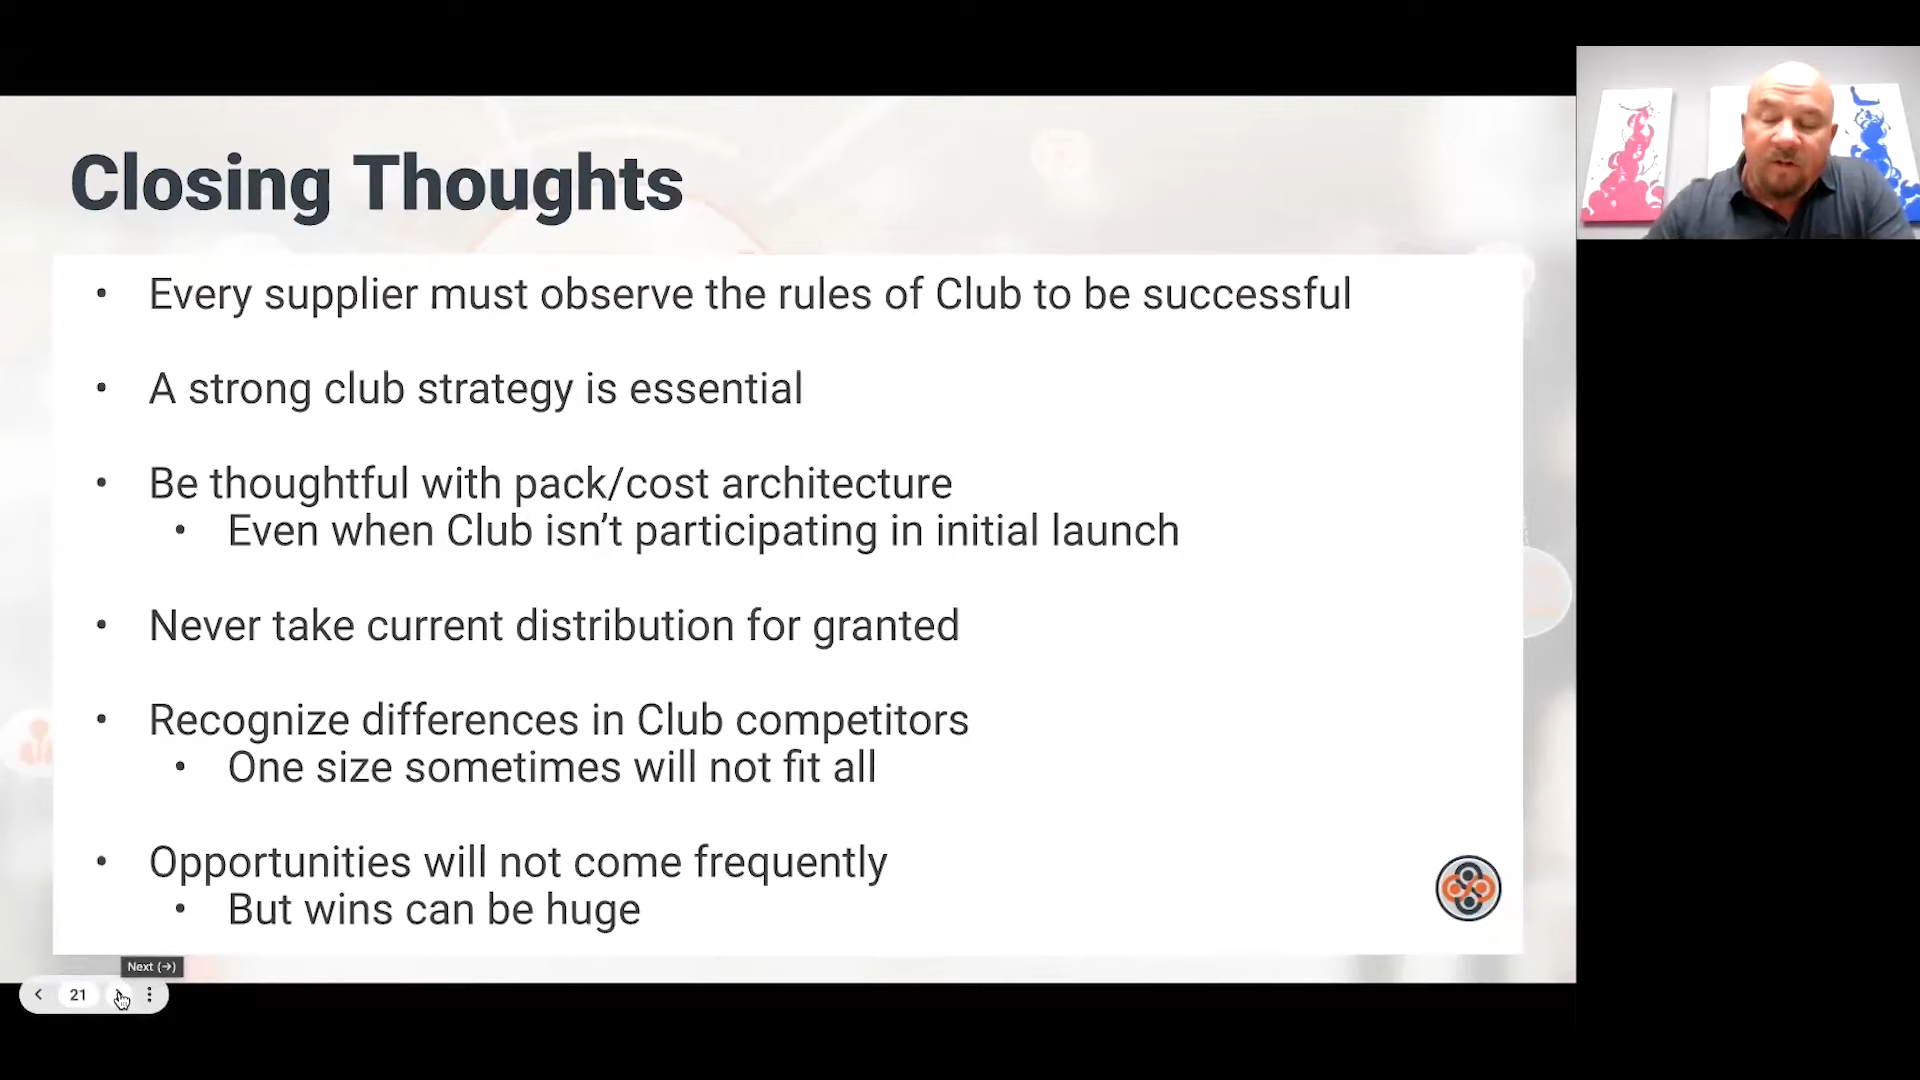 Closing Thoughts
• Every supplier must observe the rules of Club to be successful
• A strong club strategy is essential
• Be thoughtful with pack/cost architecture
• Even when Club isn’t participating in initial launch
• Never take current distribution for granted
• Recognize differences in Club competitors
• One size sometimes will not fit all
• Opportunities will not come frequently
• But wins can be huge
Next (→)
21